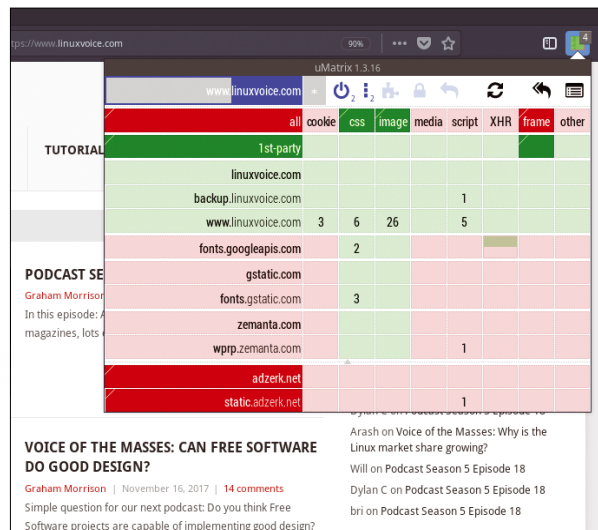 ps://www.linuxvoice.com
90%
4
uMatrix 1.3.16
www.linuxvoice.com * 2 2
all cookie css image media script XHR frame other
1st-party
linuxvoice.com
backup.linuxvoice.com 1
www.linuxvoice.com 3 6 26 5
fonts.googleapis.com 2
gstatic.com
fonts.gstatic.com 3
zemanta.com
wprp.zemanta.com 1
adzerk.net
static.adzerk.net 1
TUTORIAL
PODCAST SE
Graham Morrison
In this episode: A
magazines, lots
VOICE OF THE MASSES: CAN FREE SOFTWARE
DO GOOD DESIGN?
Graham Morrison | November 16, 2017 | 14 comments
Simple question for our next podcast: Do you think Free
Software projects are capable of implementing good design?
Dylan C on Podcast Season 5 Episode 18
Arash on Voice of the Masses: Why is the
Linux market share growing?
Will on Podcast Season 5 Episode 18
Dylan C on Podcast Season 5 Episode 18
bri on Podcast Season 5 Episode 18